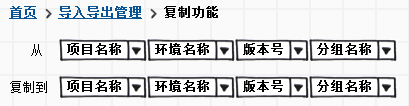 首页 > 导入导出管理 > 复制功能
从 项目名称 环境名称 版本号 分组名称
复制到 项目名称 环境名称 版本号 分组名称